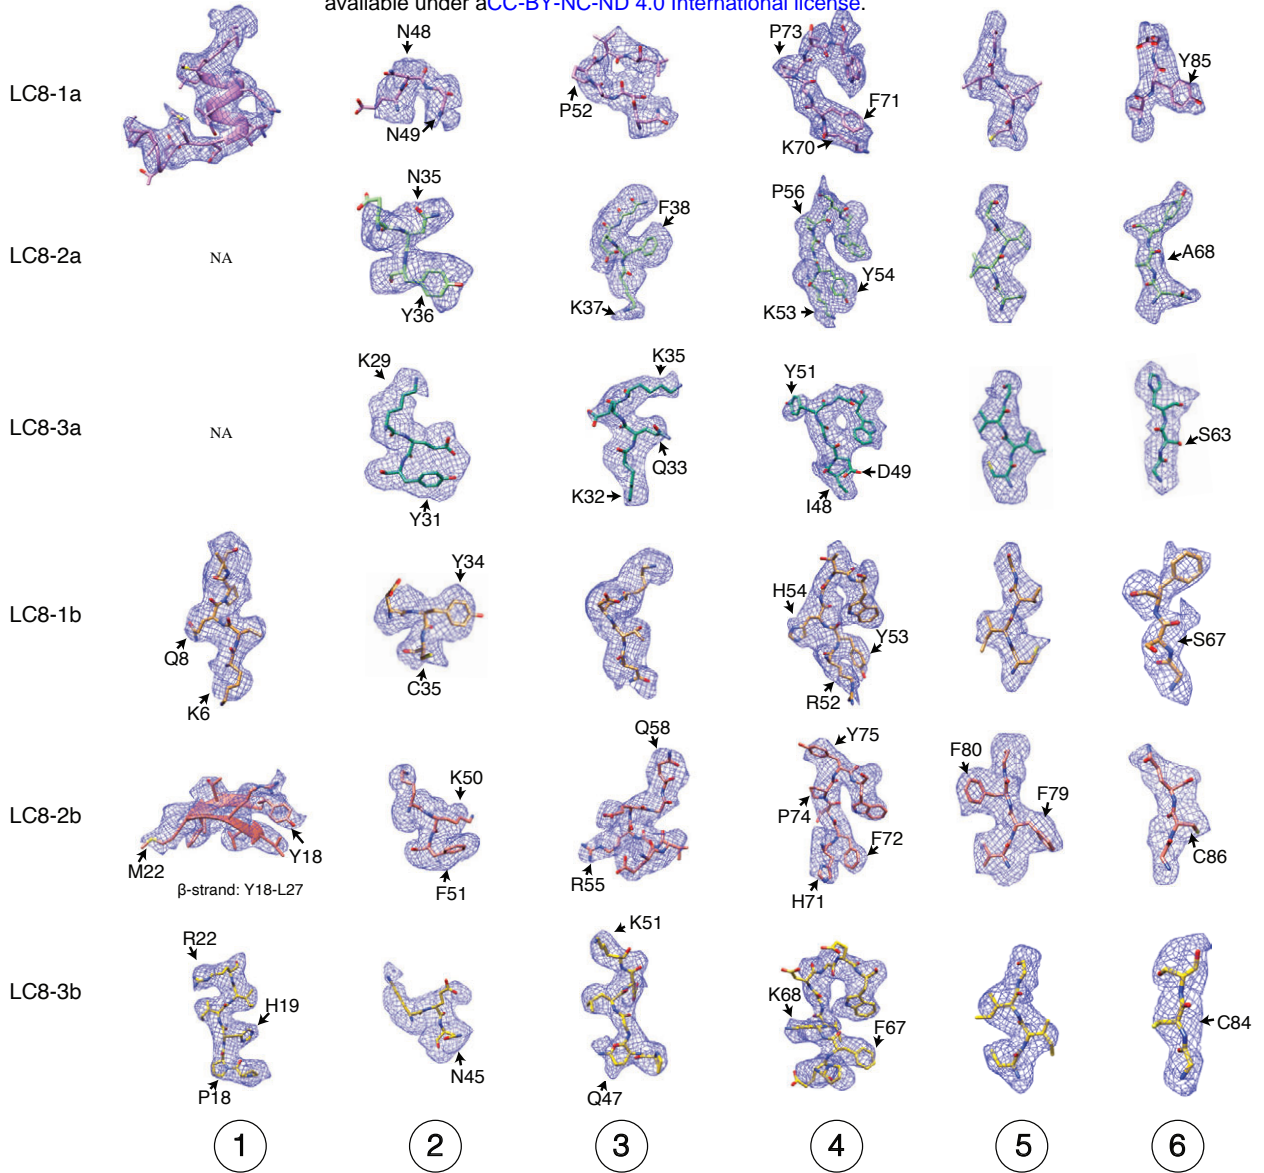 available under aCC-BY-NC-ND 4.0 International license.
LC8-1a
N48
N49
P52
P73
F71
K70
Y85
LC8-2a
NA
N35
Y36
F38
K37
P56
Y54
K53
A68
LC8-3a
NA
K29
Y31
K35
Q33
K32
Y51
D49
I48
S63
LC8-1b
Q8
K6
Y34
C35
H54
Y53
R52
S67
LC8-2b
M22
Y18
β-strand: Y18-L27
K50
F51
Q58
R55
Y75
P74
F72
H71
F80
F79
C86
LC8-3b
R22
H19
P18
N45
K51
Q47
K68
F67
C84
1 2 3 4 5 6